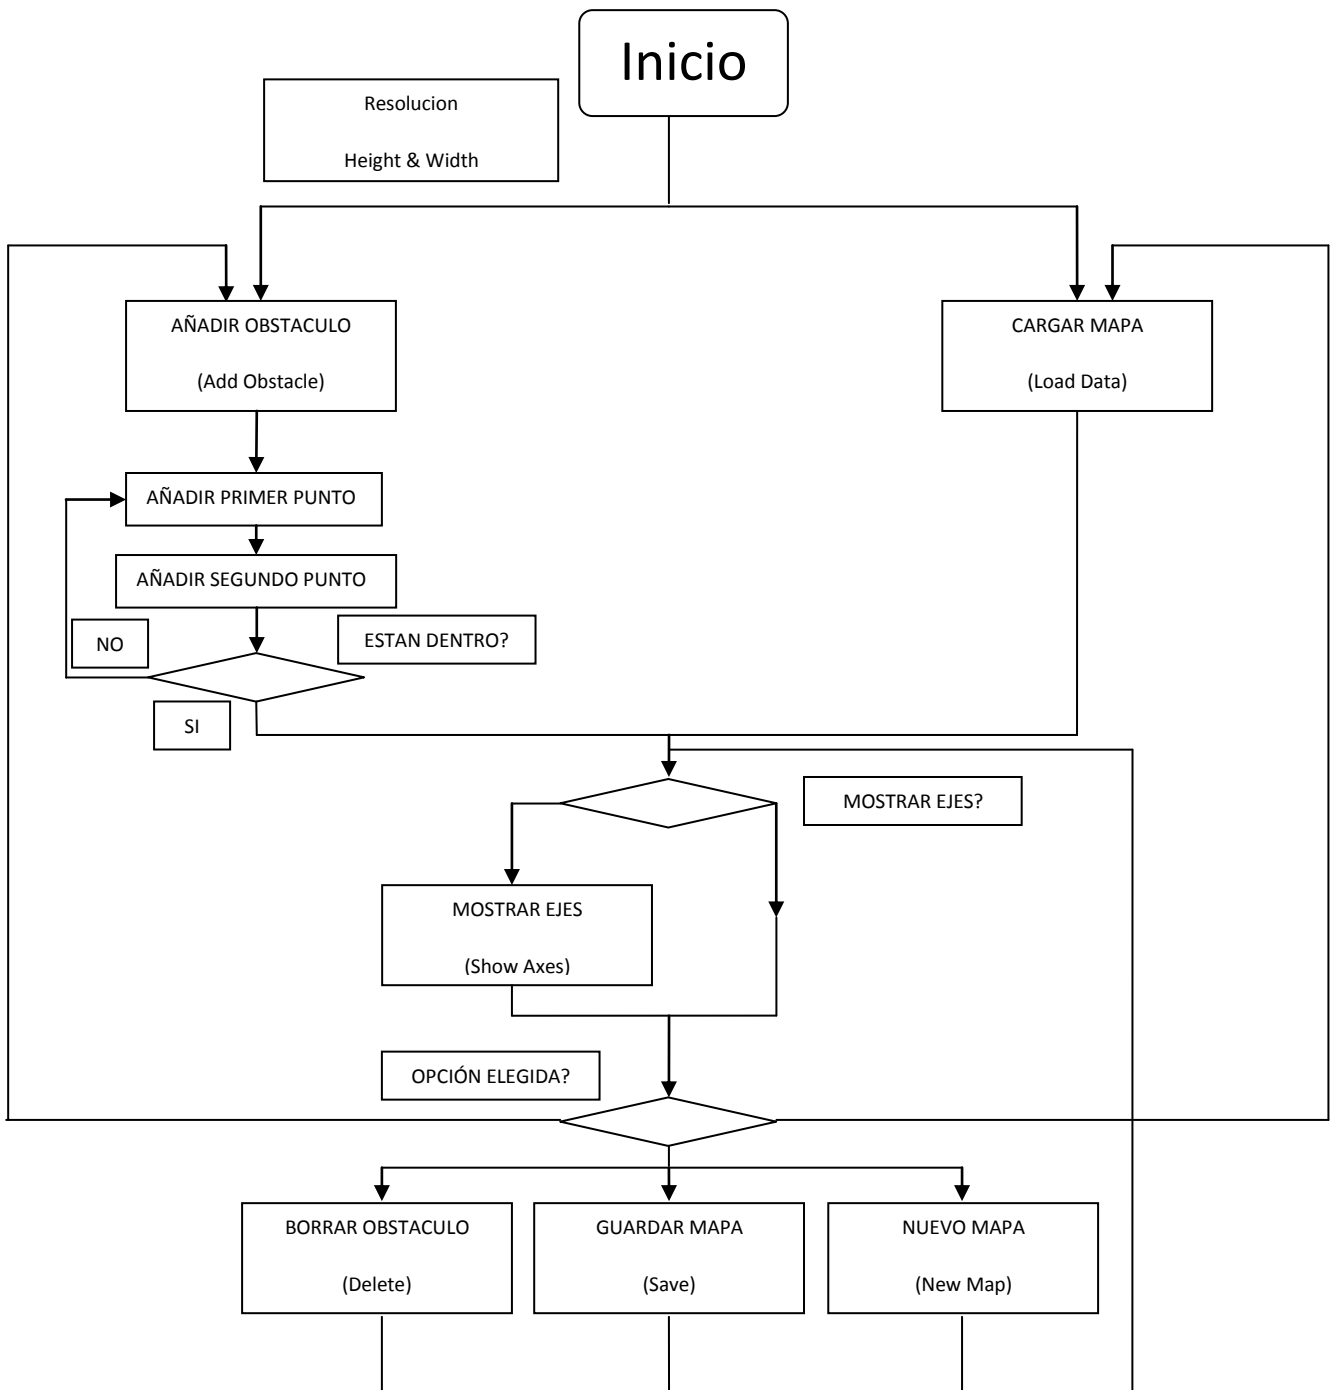 Inicio
Resolucion
Height & Width
AÑADIR OBSTACULO
(Add Obstacle)
CARGAR MAPA
(Load Data)
AÑADIR PRIMER PUNTO
AÑADIR SEGUNDO PUNTO
NO
ESTAN DENTRO?
SI
MOSTRAR EJES?
MOSTRAR EJES
(Show Axes)
OPCIÓN ELEGIDA?
BORRAR OBSTACULO
(Delete)
GUARDAR MAPA
(Save)
NUEVO MAPA
(New Map)